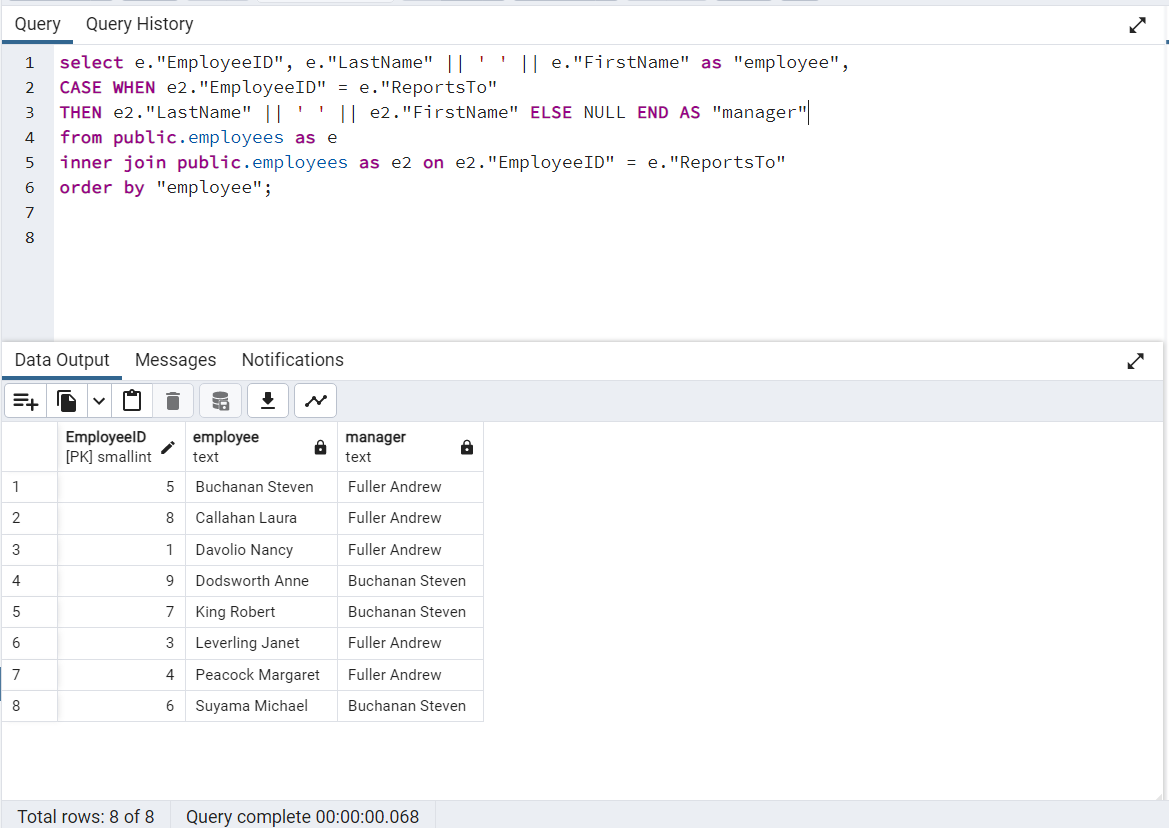 Query Query History
1 select e."EmployeeID", e."LastName" || ' ' || e."FirstName" as "employee",
2 CASE WHEN e2."EmployeeID" = e."ReportsTo"
3 THEN e2."LastName" || ' ' || e2."FirstName" ELSE NULL END AS "manager"
4 from public.employees as e
5 inner join public.employees as e2 on e2."EmployeeID" = e."ReportsTo"
6 order by "employee";
7
8
Data Output Messages Notifications
EmployeeID employee manager
[PK] smallint text text
1 5 Buchanan Steven Fuller Andrew
2 8 Callahan Laura Fuller Andrew
3 1 Davolio Nancy Fuller Andrew
4 9 Dodsworth Anne Buchanan Steven
5 7 King Robert Buchanan Steven
6 3 Leverling Janet Fuller Andrew
7 4 Peacock Margaret Fuller Andrew
8 6 Suyama Michael Buchanan Steven
Total rows: 8 of 8 Query complete 00:00:00.068